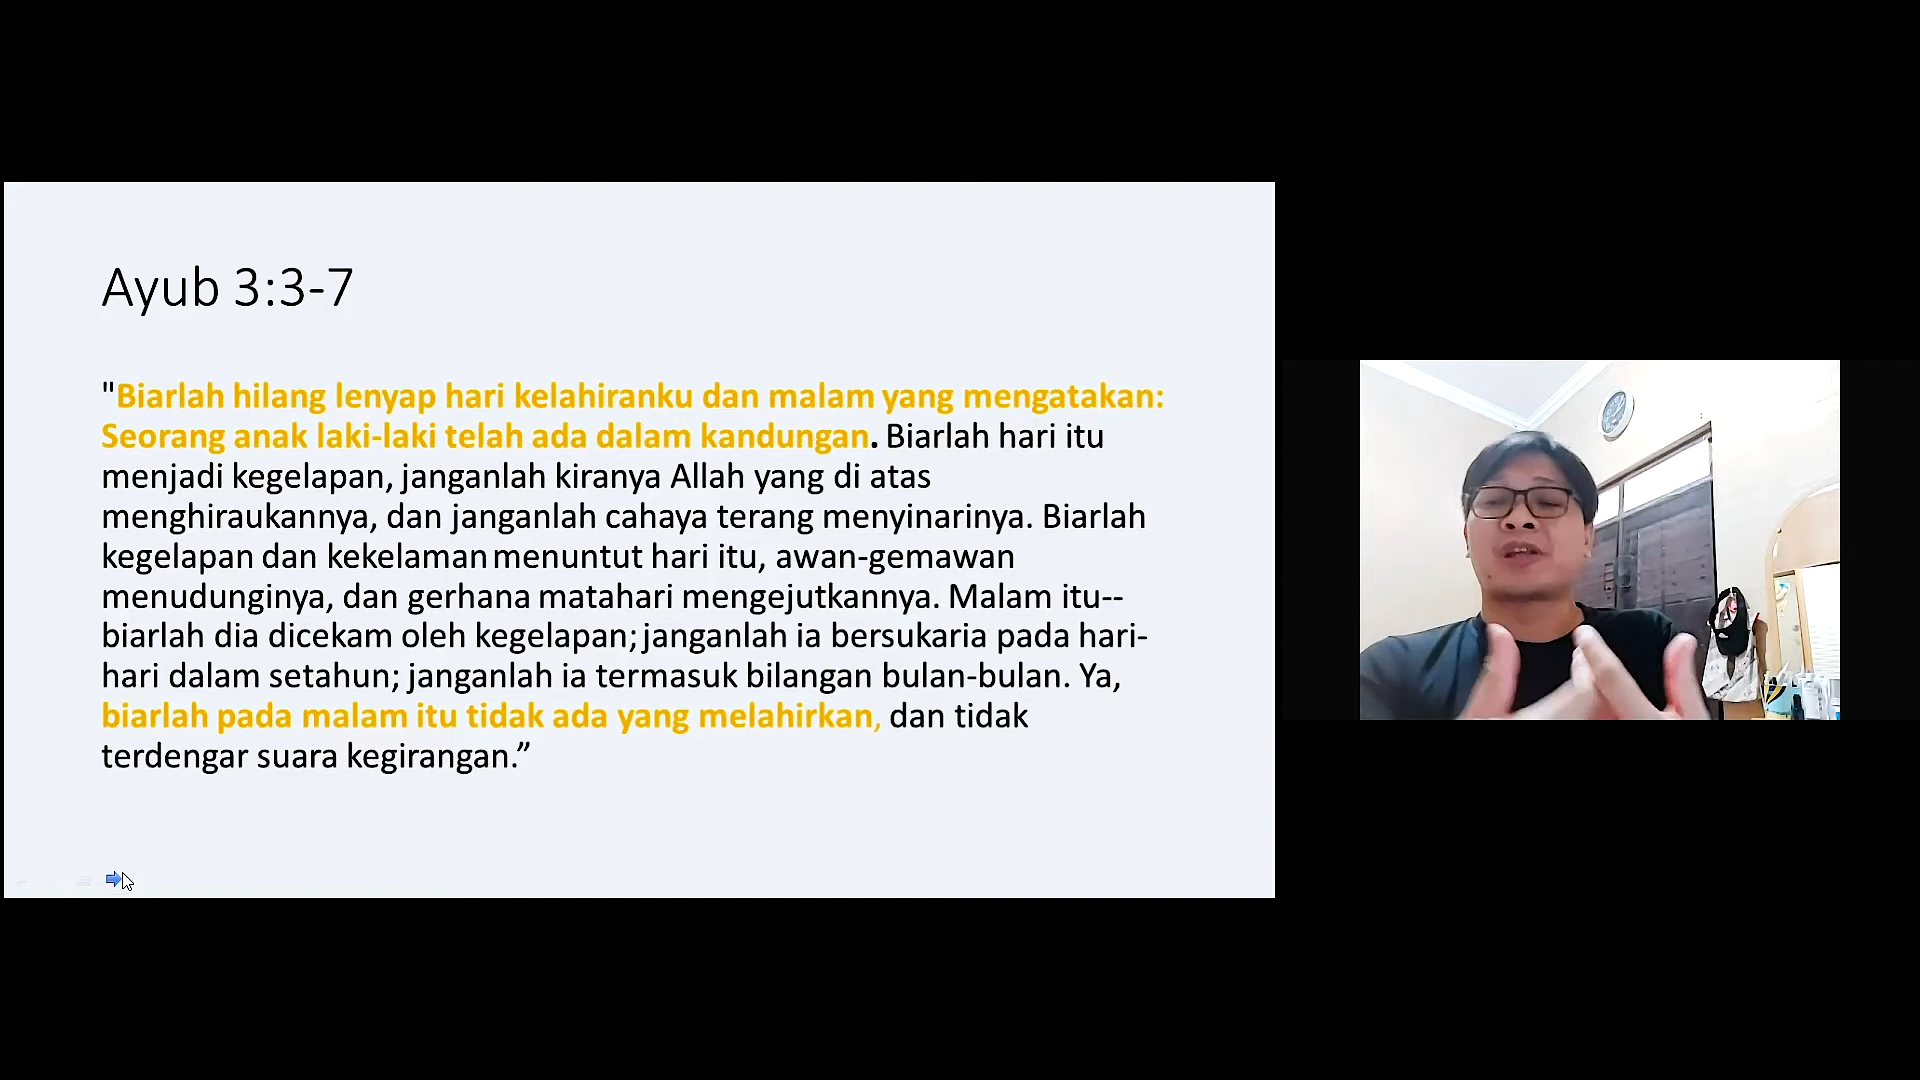 Ayub 3:3-7
"Biarlah hilang lenyap hari kelahiranku dan malam yang mengatakan:
Seorang anak laki-laki telah ada dalam kandungan. Biarlah hari itu
menjadi kegelapan, janganlah kiranya Allah yang di atas
menghiraukannya, dan janganlah cahaya terang menyinarinya. Biarlah
kegelapan dan kekelaman menuntut hari itu, awan-gemawan
menudunginya, dan gerhana matahari mengejutkannya. Malam itu--
biarlah dia dicekam oleh kegelapan; janganlah ia bersukaria pada hari-
hari dalam setahun; janganlah ia termasuk bilangan bulan-bulan. Ya,
biarlah pada malam itu tidak ada yang melahirkan, dan tidak
terdengar suara kegirangan.”